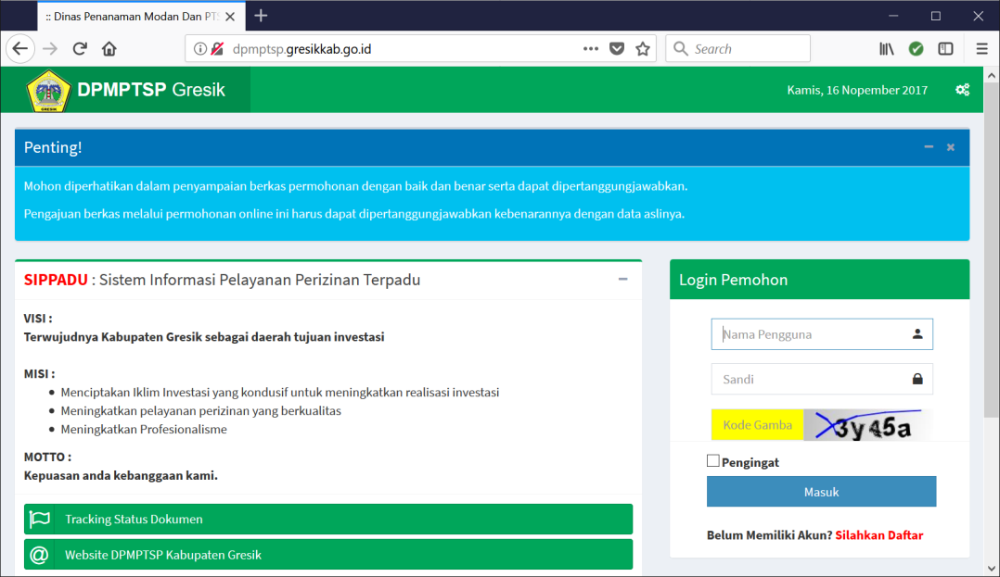 :: Dinas Penanaman Modan Dan PTS
dpmptsp.gresikkab.go.id
Search
GRESIK
DPMPTSP Gresik
Kamis, 16 Nopember 2017
Penting!
Mohon diperhatikan dalam penyampaian berkas permohonan dengan baik dan benar serta dapat dipertanggungjawabkan.
Pengajuan berkas melalui permohonan online ini harus dapat dipertanggungjawabkan kebenarannya dengan data aslinya.
SIPPADU : Sistem Informasi Pelayanan Perizinan Terpadu
VISI :
Terwujudnya Kabupaten Gresik sebagai daerah tujuan investasi
MISI :
Menciptakan Iklim Investasi yang kondusif untuk meningkatkan realisasi investasi
Meningkatkan pelayanan perizinan yang berkualitas
Meningkatkan Profesionalisme
MOTTO :
Kepuasan anda kebanggaan kami.
Tracking Status Dokumen
@ Website DPMPTSP Kabupaten Gresik
Login Pemohon
Nama Pengguna
Sandi
Kode Gamba
3y45a
Pengingat
Masuk
Belum Memiliki Akun? Silahkan Daftar